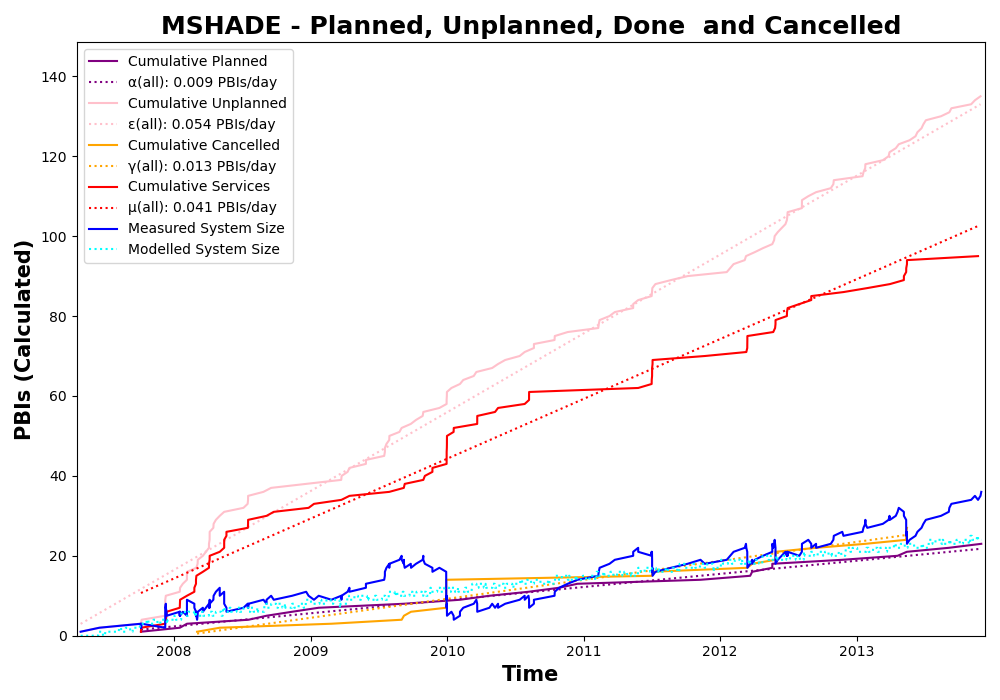 MSHADE - Planned, Unplanned, Done  and Cancelled
PBIs (Calculated)
140
120
100
80
60
40
20
0
Cumulative Planned
α(all): 0.009 PBIs/day
Cumulative Unplanned
ε(all): 0.054 PBIs/day
Cumulative Cancelled
γ(all): 0.013 PBIs/day
Cumulative Services
μ(all): 0.041 PBIs/day
Measured System Size
Modelled System Size
2008 2009 2010 2011 2012 2013
Time